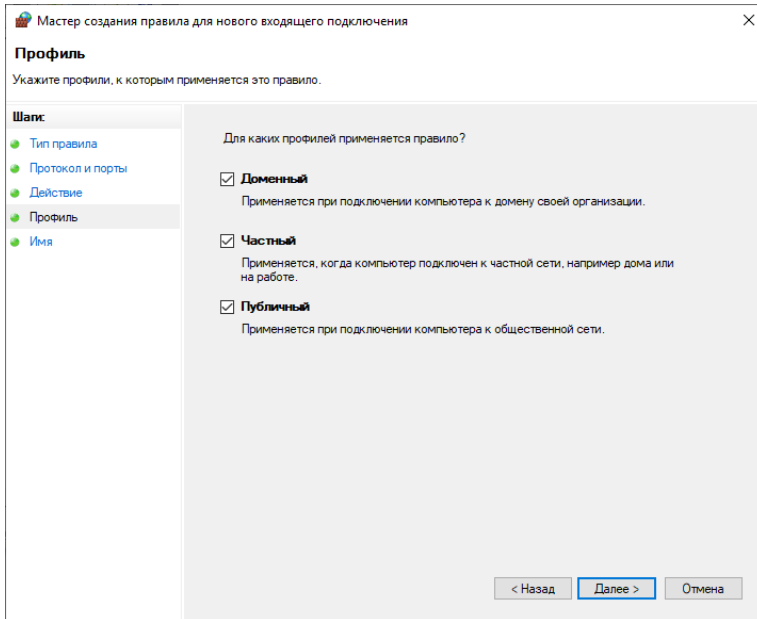 Мастер создания правила для нового входящего подключения
Профиль
Укажите профили, к которым применяется это правило.
Шаги:
Тип правила
Протокол и порты
Действие
Профиль
Имя
Для каких профилей применяется правило?
Доменный
Применяется при подключении компьютера к домену своей организации.
Частный
Применяется, когда компьютер подключен к частной сети, например дома или
на работе.
Публичный
Применяется при подключении компьютера к общественной сети.
< Назад
Далее >
Отмена